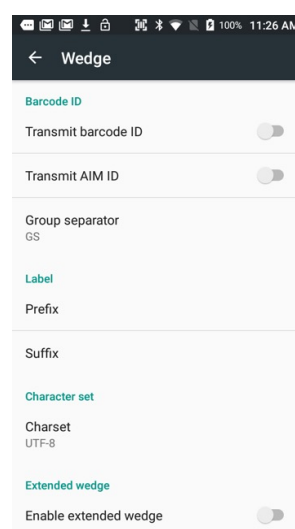 100% 11:26 AM
Wedge
Barcode ID
Transmit barcode ID
Transmit AIM ID
Group separator
GS
Label
Prefix
Suffix
Character set
Charset
UTF-8
Extended wedge
Enable extended wedge